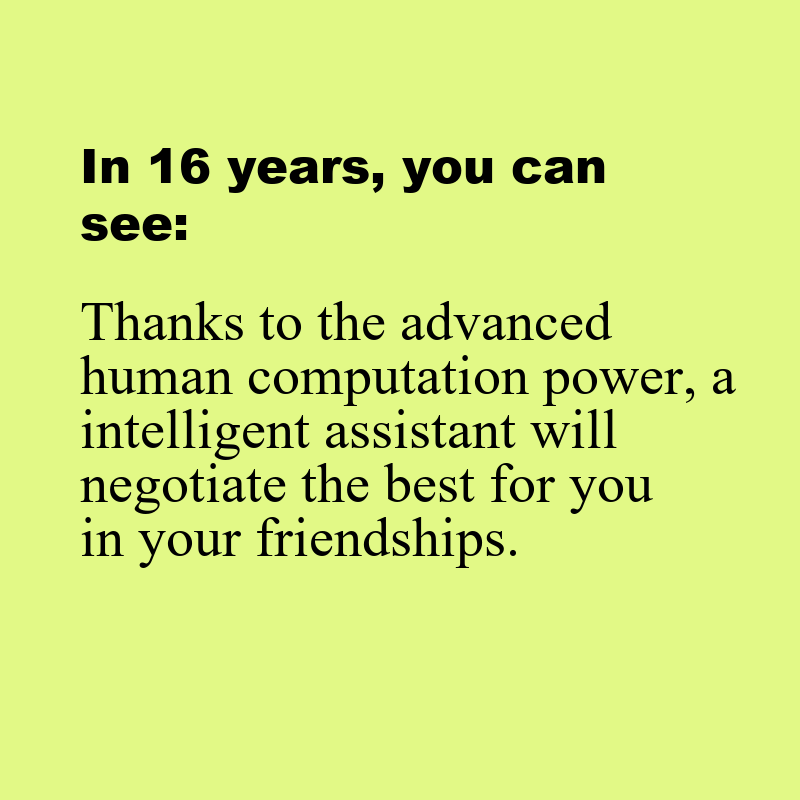 In 16 years, you can
see:
Thanks to the advanced
human computation power, a
intelligent assistant will
negotiate the best for you
in your friendships.